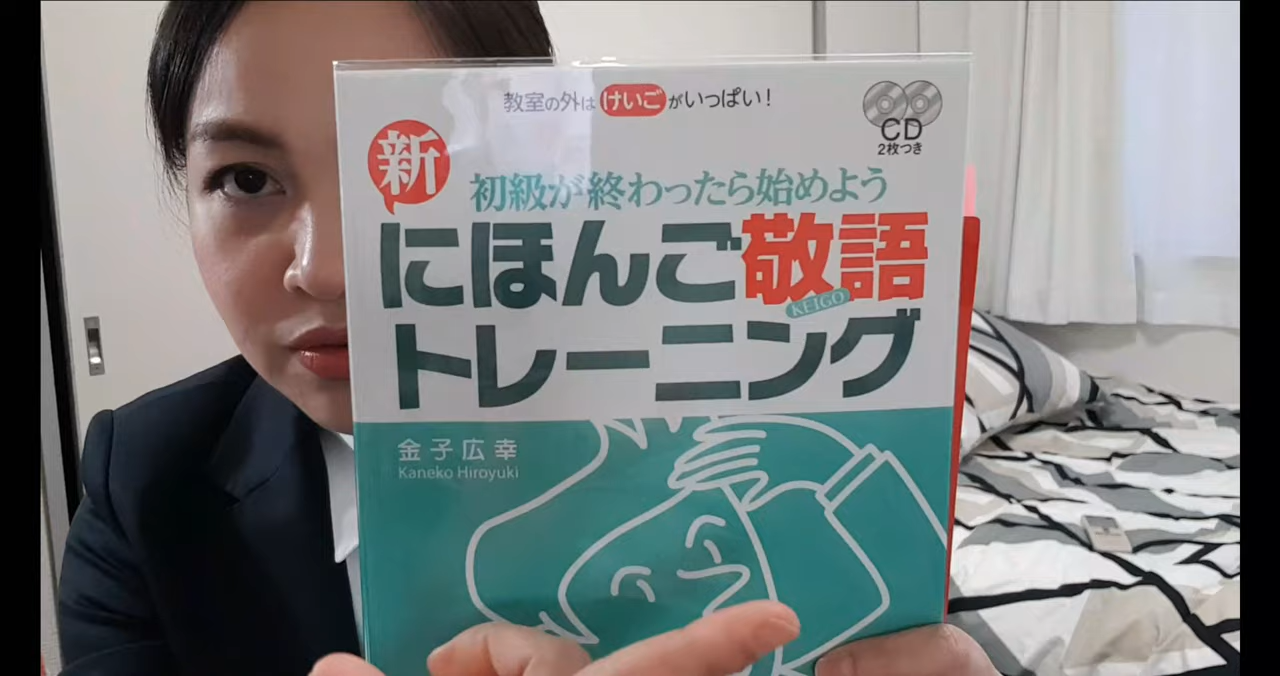 教室の外はけいごがいっぱい!
CD
2枚つき
新
初級が終わったら始めよう
にほんご敬語
KEIGO
トレーニング
金子広幸
Kaneko Hiroyuki